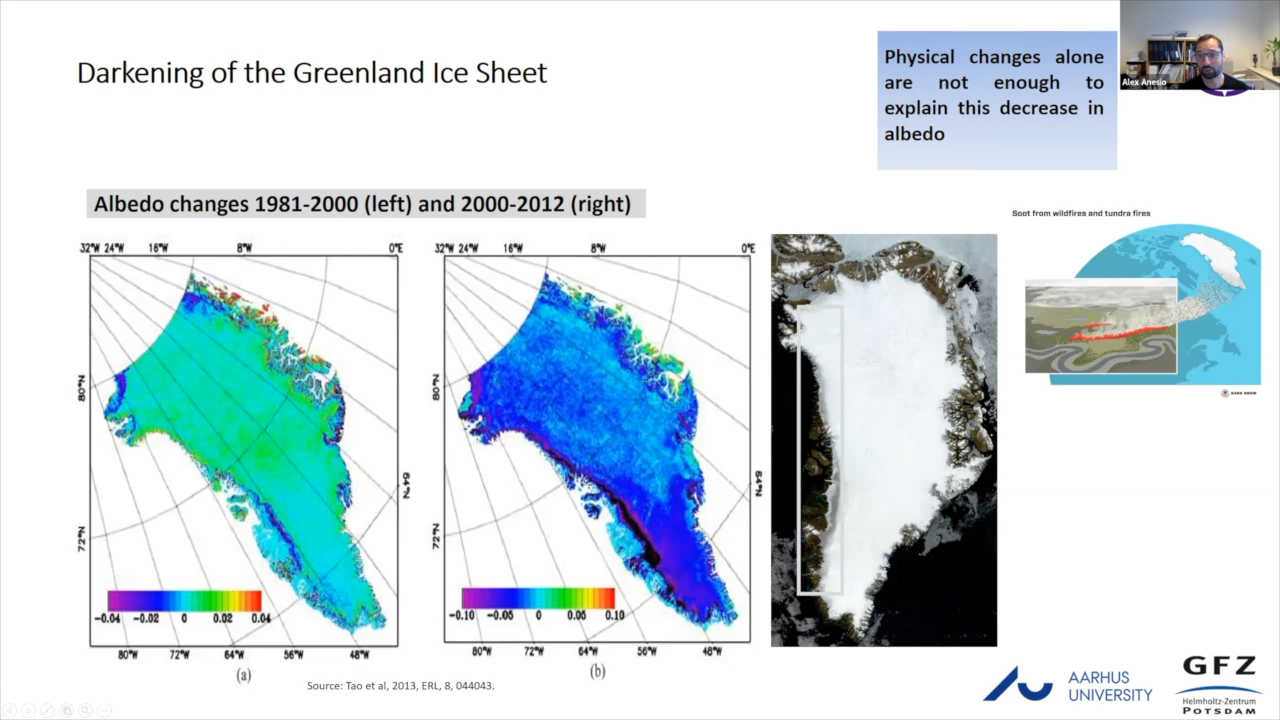 Darkening of the Greenland Ice Sheet
Physical changes alone
are not enough to
explain this decrease in
albedo
Alex Anesio
Albedo changes 1981-2000 (left) and 2000-2012 (right)
Soot from wildfires and tundra fires
32°W 24°W 16°W 8°W 0°E
32°W 24°W 16°W 8°W 0°E
80°N
64°N
72°N
80°N
64°N
72°N
-0.04 -0.02 0 0.02 0.04
-0.10 -0.05 0 0.05 0.10
80°W 72°W 64°W 56°W 48°W
80°W 72°W 64°W 56°W 48°W
(a)
(b)
DARK SNOW
Source: Tao et al, 2013, ERL, 8, 044043.
AARHUS
UNIVERSITY
GFZ
Helmholtz-Zentrum
POTSDAM